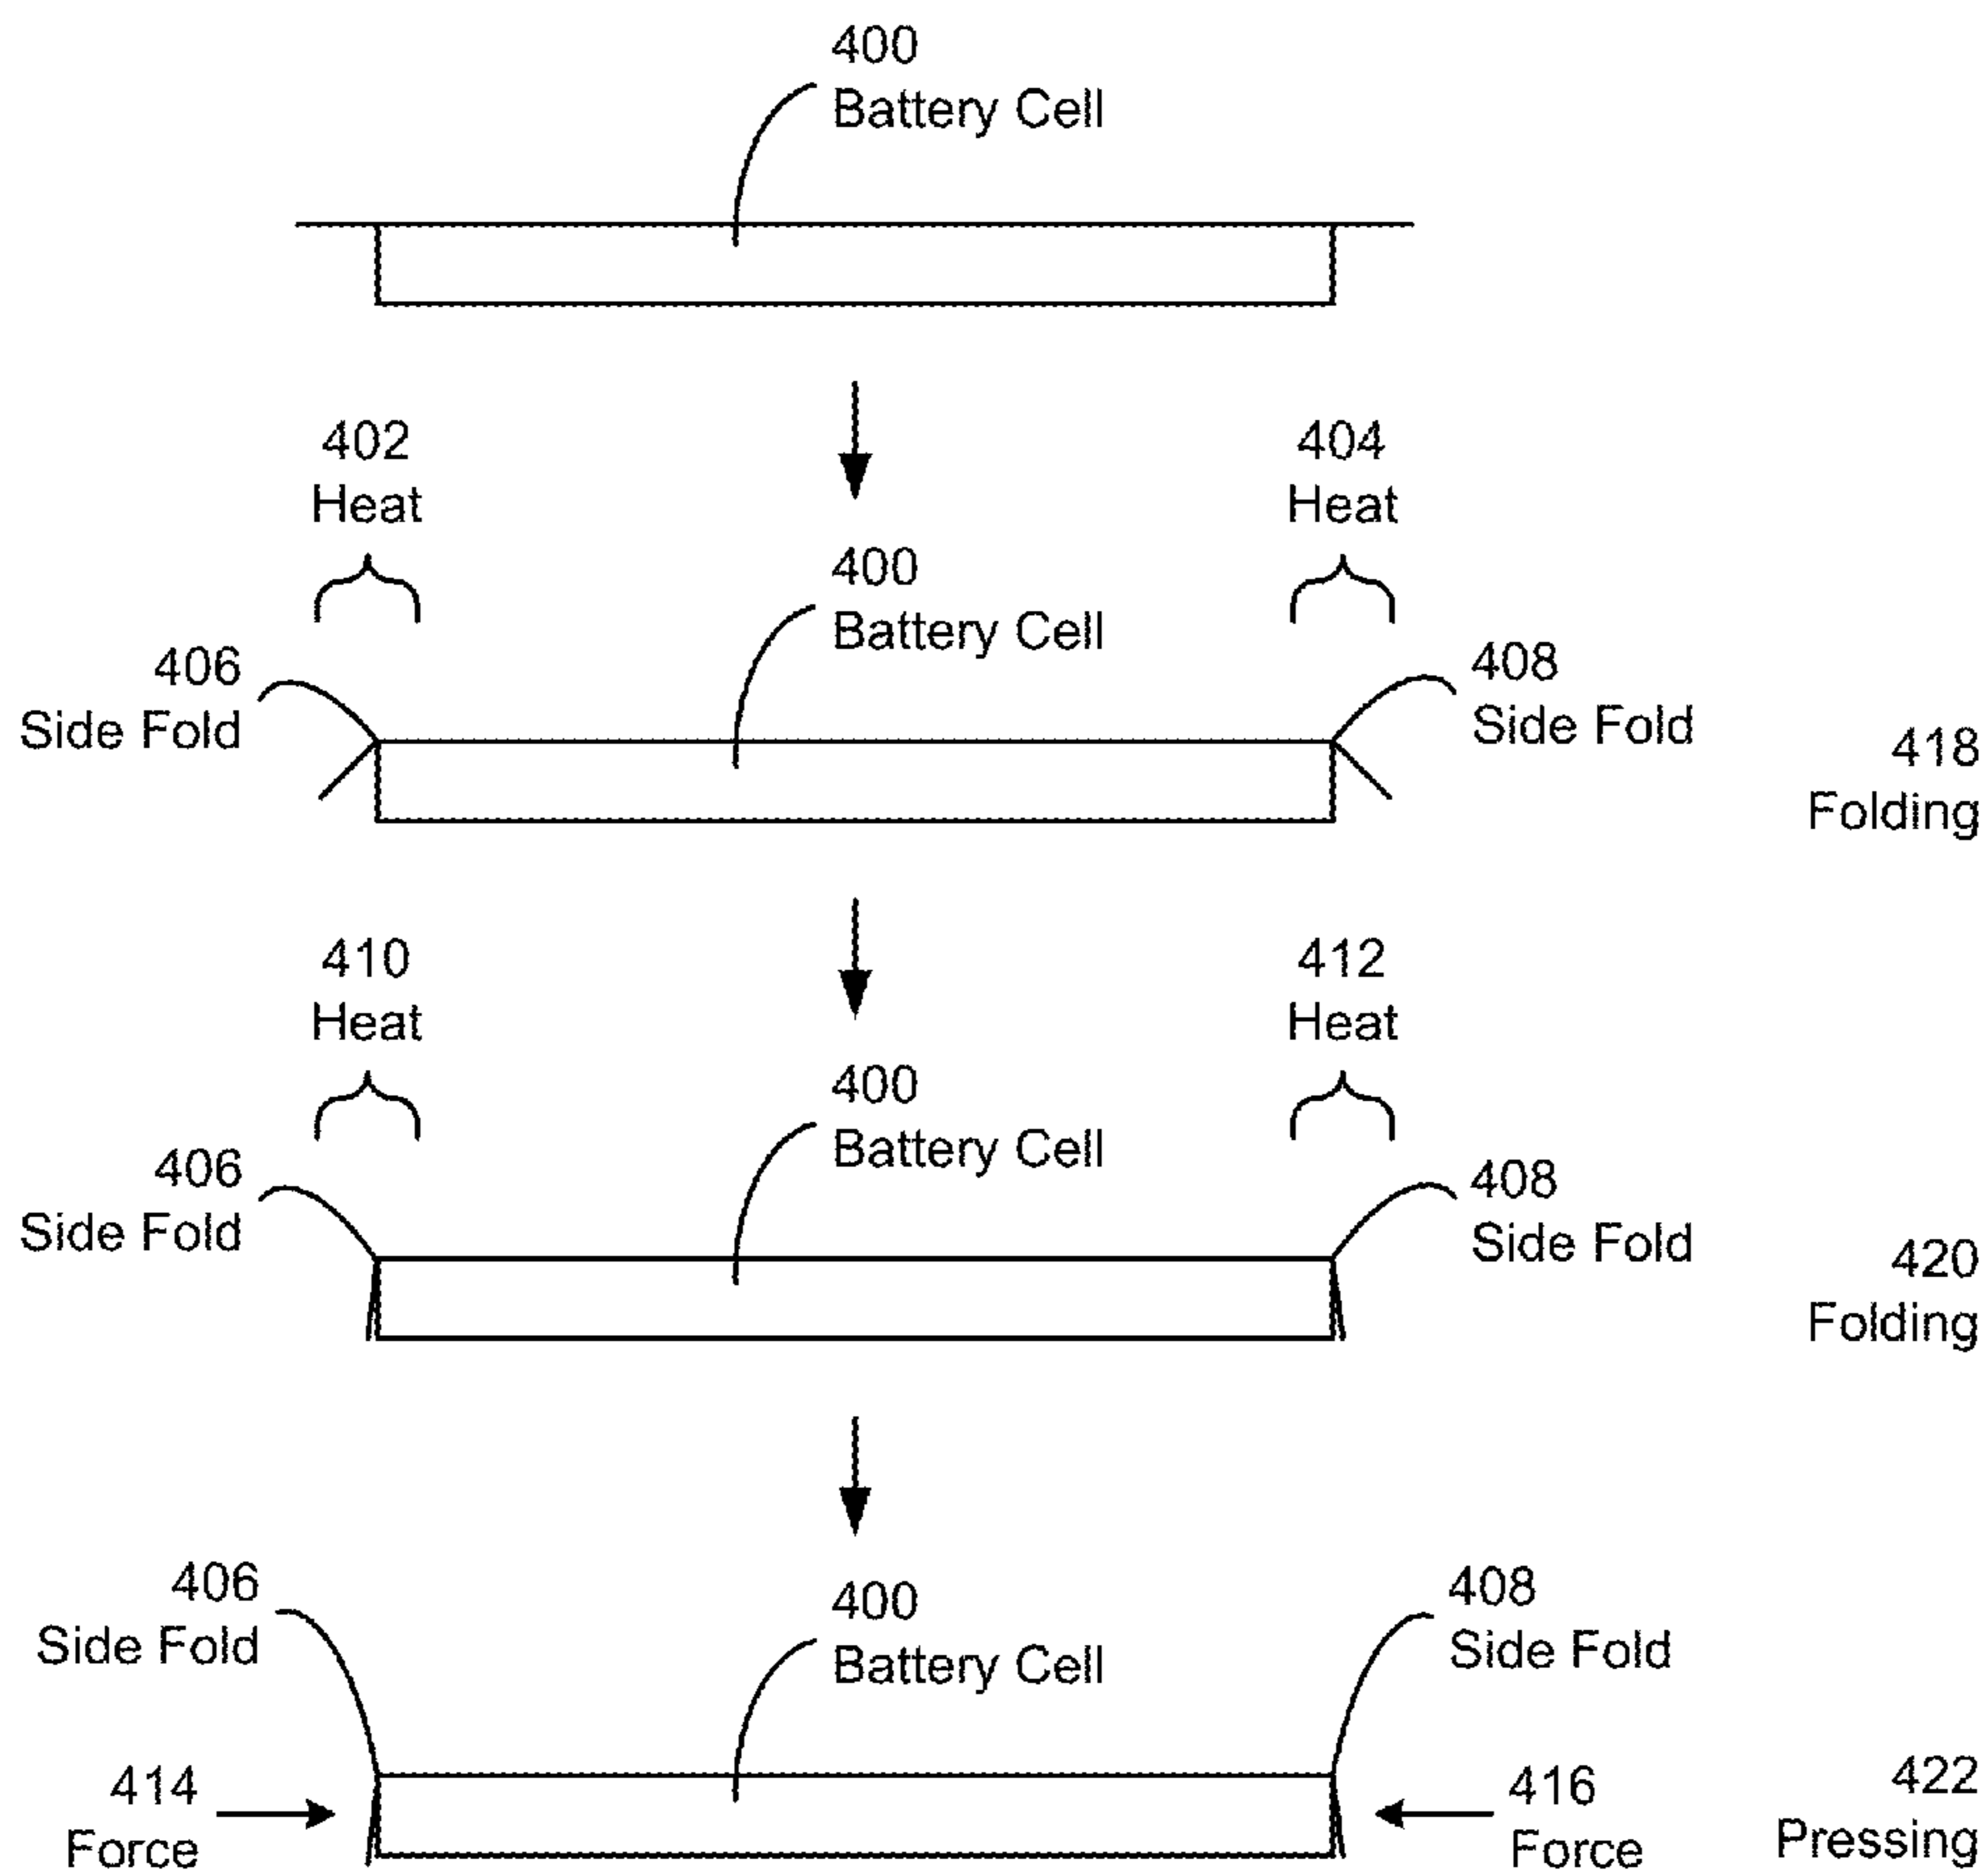 400
Battery Cell
402
Heat
404
Heat
400
Battery Cell
406
Side Fold
408
Side Fold
418
Folding
410
Heat
412
Heat
400
Battery Cell
406
Side Fold
408
Side Fold
420
Folding
406
Side Fold
400
Battery Cell
408
Side Fold
414
Force
416
Force
422
Pressing